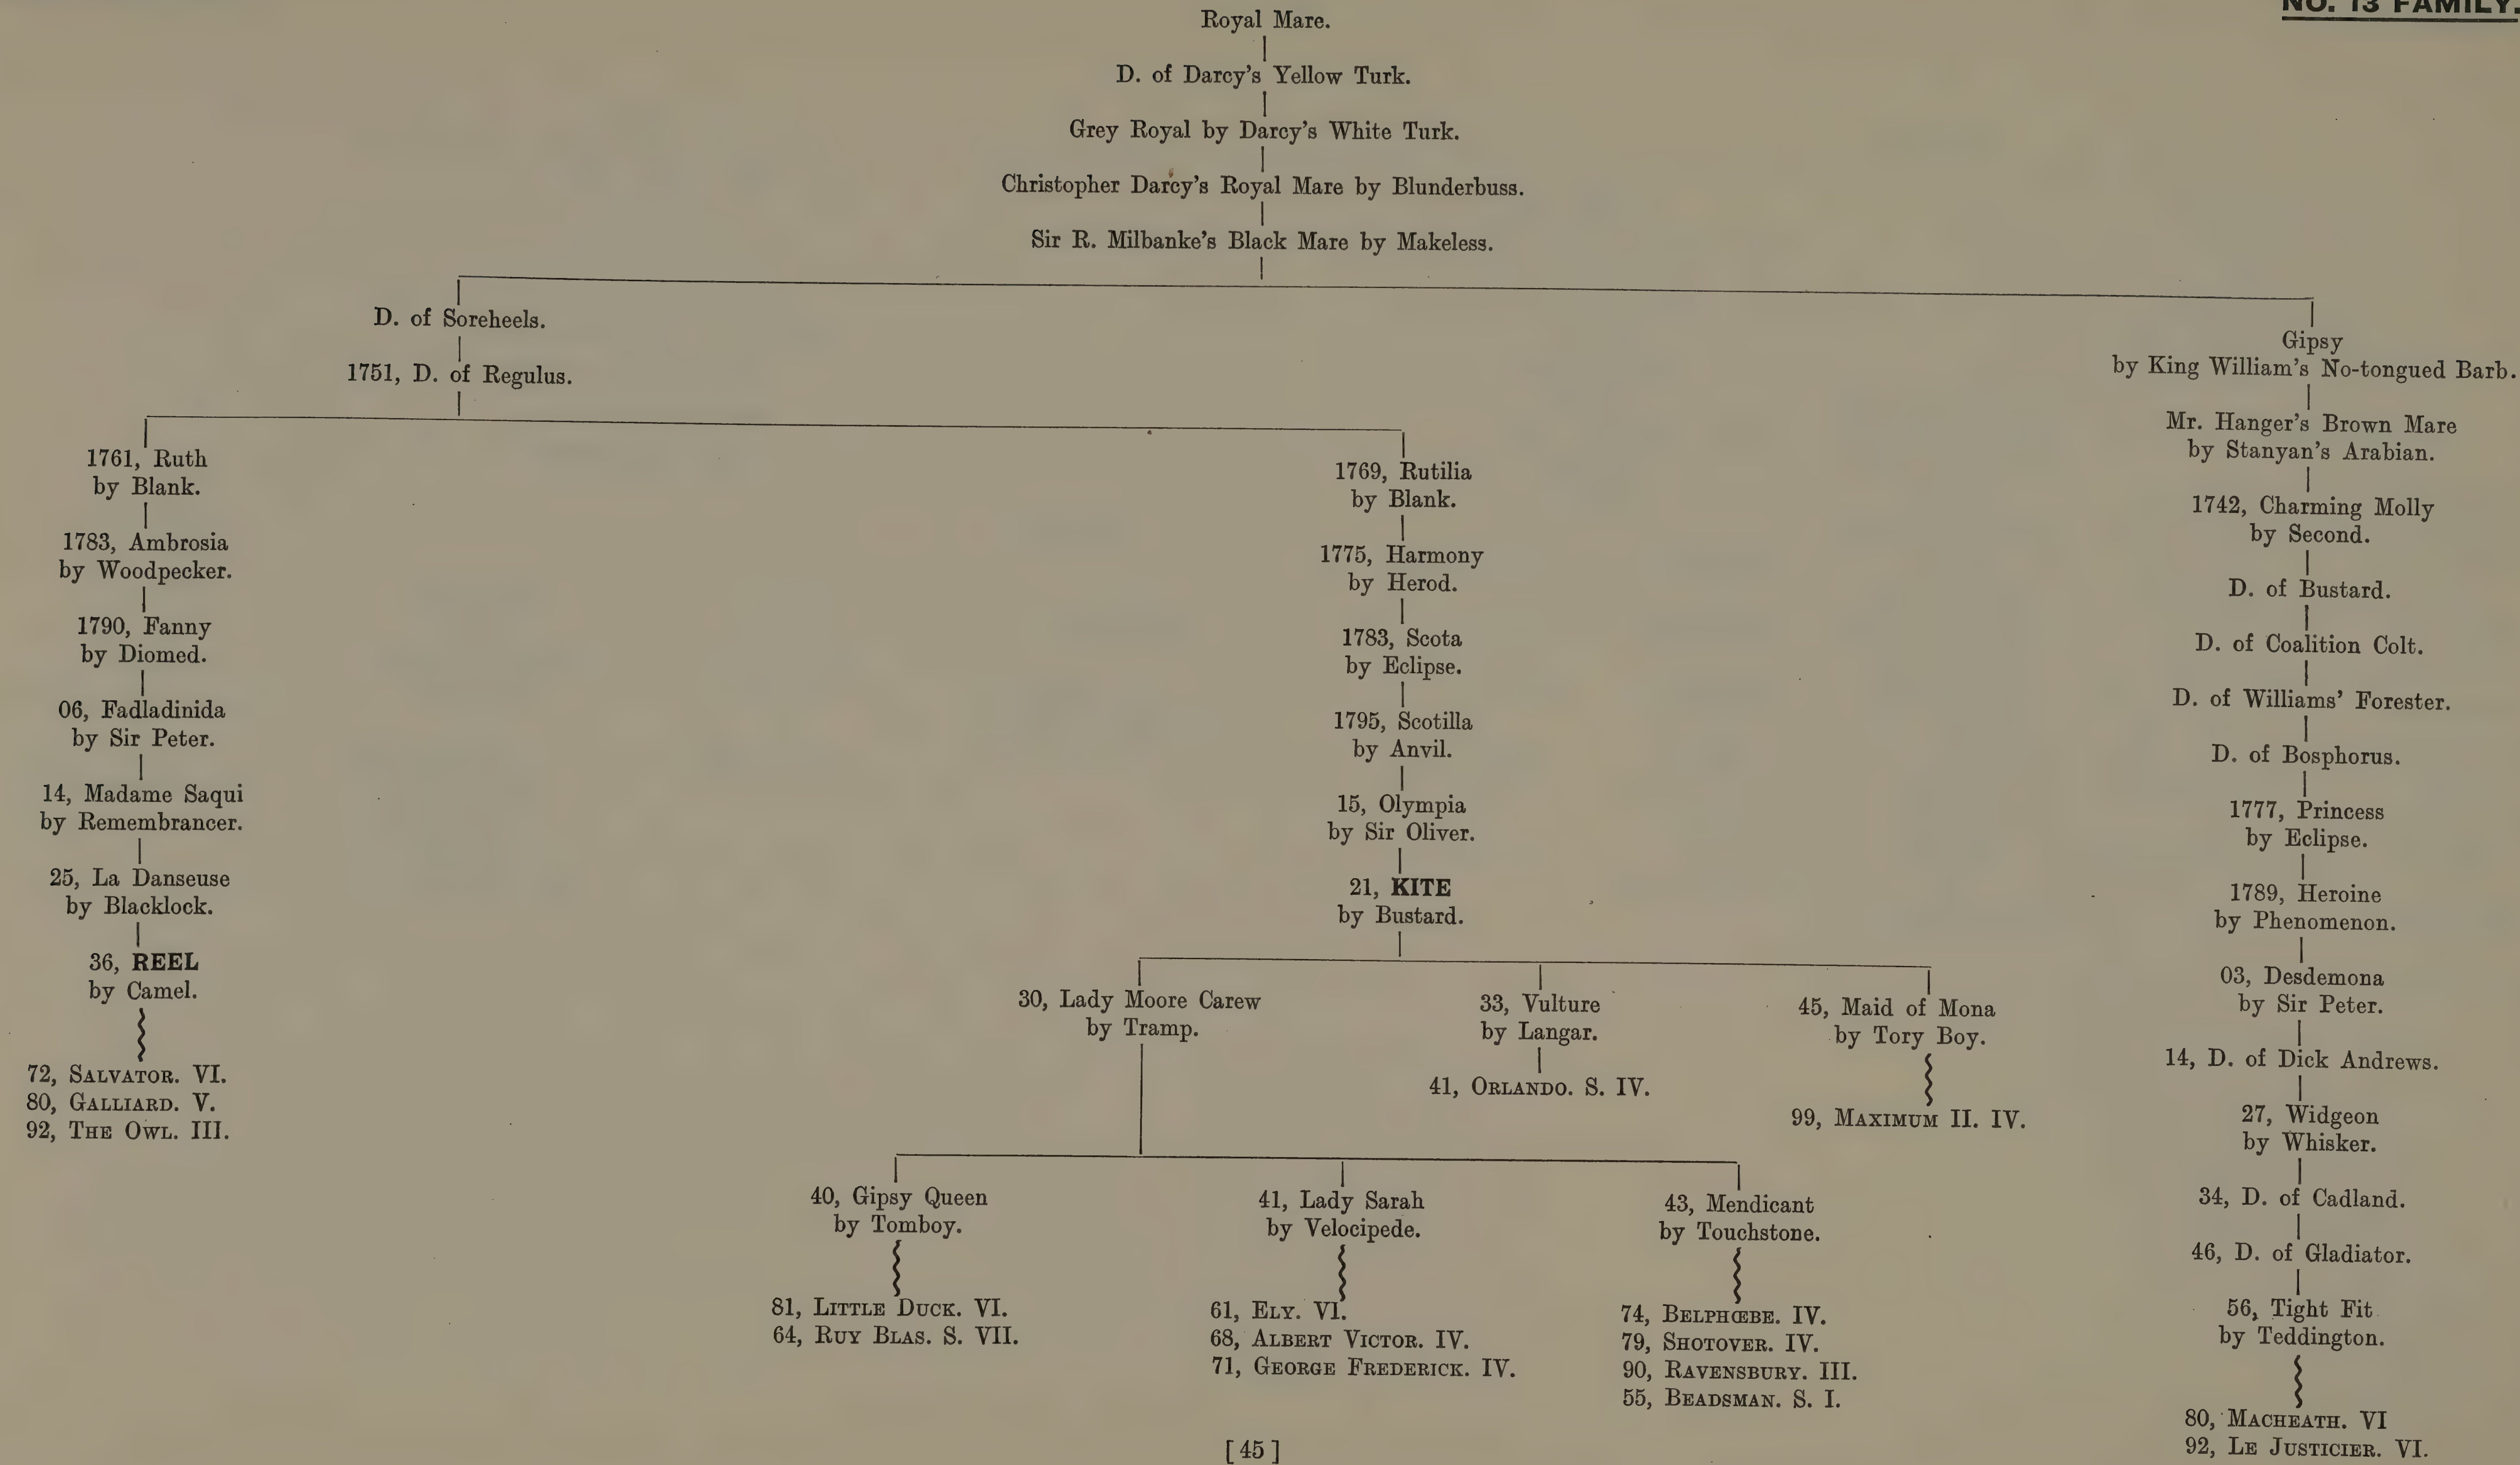 NO. 13 FAMILY.
Royal Mare.
D. of Darcy's Yellow Turk.
Grey Royal by Darcy's White Turk.
Christopher Darcy's Royal Mare by Blunderbuss.
Sir R. Milbanke's Black Mare by Makeless.
D. of Soreheels.
1751, D. of Regulus.
1761, Ruth
by Blank.
1783, Ambrosia
by Woodpecker.
1790, Fanny
by Diomed.
06, Fadladinida
by Sir Peter.
14, Madame Saqui
by Remembrancer.
25, La Danseuse
by Blacklock.
36, REEL
by Camel.
72, SALVATOR. VI.
80, GALLIARD. V.
92, THE OWL. III.
1769, Rutilia
by Blank.
1775, Harmony
by Herod.
1783, Scota
by Eclipse.
1795, Scotilla
by Anvil.
15, Olympia
by Sir Oliver.
21, KITE
by Bustard.
30, Lady Moore Carew
by Tramp.
33, Vulture
by Langar.
41, ORLANDO. S. IV.
45, Maid of Mona
by Tory Boy.
99, MAXIMUM II. IV.
40, Gipsy Queen
by Tomboy.
81, LITTLE DUCK. VI.
64, RUY BLAS. S. VII.
41, Lady Sarah
by Velocipede.
61, ELY. VI.
68, ALBERT VICTOR. IV.
71, GEORGE FREDERICK. IV.
43, Mendicant
by Touchstone.
74, BELPHŒBE. IV.
79, SHOTOVER. IV.
90, RAVENSBURY. III.
55, BEADSMAN. S. I.
Gipsy
by King William's No-tongued Barb.
Mr. Hanger's Brown Mare
by Stanyan's Arabian.
1742, Charming Molly
by Second.
D. of Bustard.
D. of Coalition Colt.
D. of Williams' Forester.
D. of Bosphorus.
1777, Princess
by Eclipse.
1789, Heroine
by Phenomenon.
03, Desdemona
by Sir Peter.
14, D. of Dick Andrews.
27, Widgeon
by Whisker.
34, D. of Cadland.
46, D. of Gladiator.
56, Tight Fit
by Teddington.
80, MACHEATH. VI
92, LE JUSTICIER. VI.
[ 45 ]